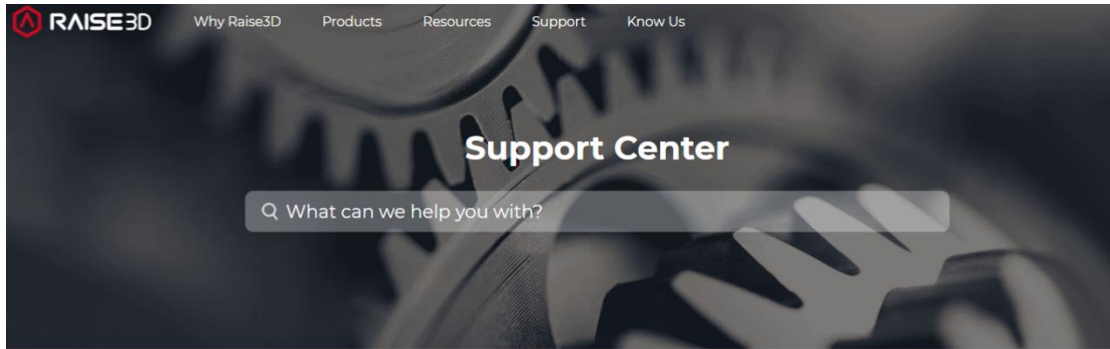 RAISE3D Why Raise3D Products Resources Support Know Us
Support Center
What can we help you with?